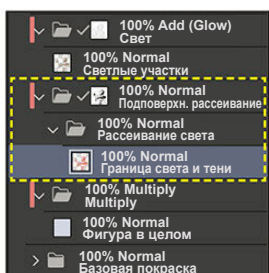 100% Add (Glow)
Свет
100% Normal
Светлые участки
100% Normal
Подповерхн. рассеивание
100% Normal
Рассеивание света
100% Normal
Граница света и тени
100% Multiply
Multiply
100% Normal
Фигура в целом
100% Normal
Базовая покраска